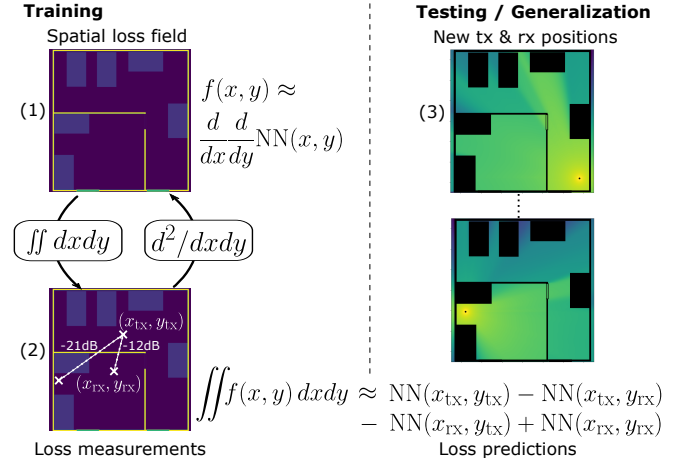 Training
Spatial loss field
(1)
f(x, y) ≈
d/dx d/dy NN(x, y)
∬ dxdy
d²/dxdy
(2)
(x_tx, y_tx)
-21dB
-12dB
(x_rx, y_rx)
Loss measurements
Testing / Generalization
New tx & rx positions
(3)
∬ f(x, y) dxdy ≈ NN(x_tx, y_tx) − NN(x_tx, y_rx)
− NN(x_rx, y_tx) + NN(x_rx, y_rx)
Loss predictions